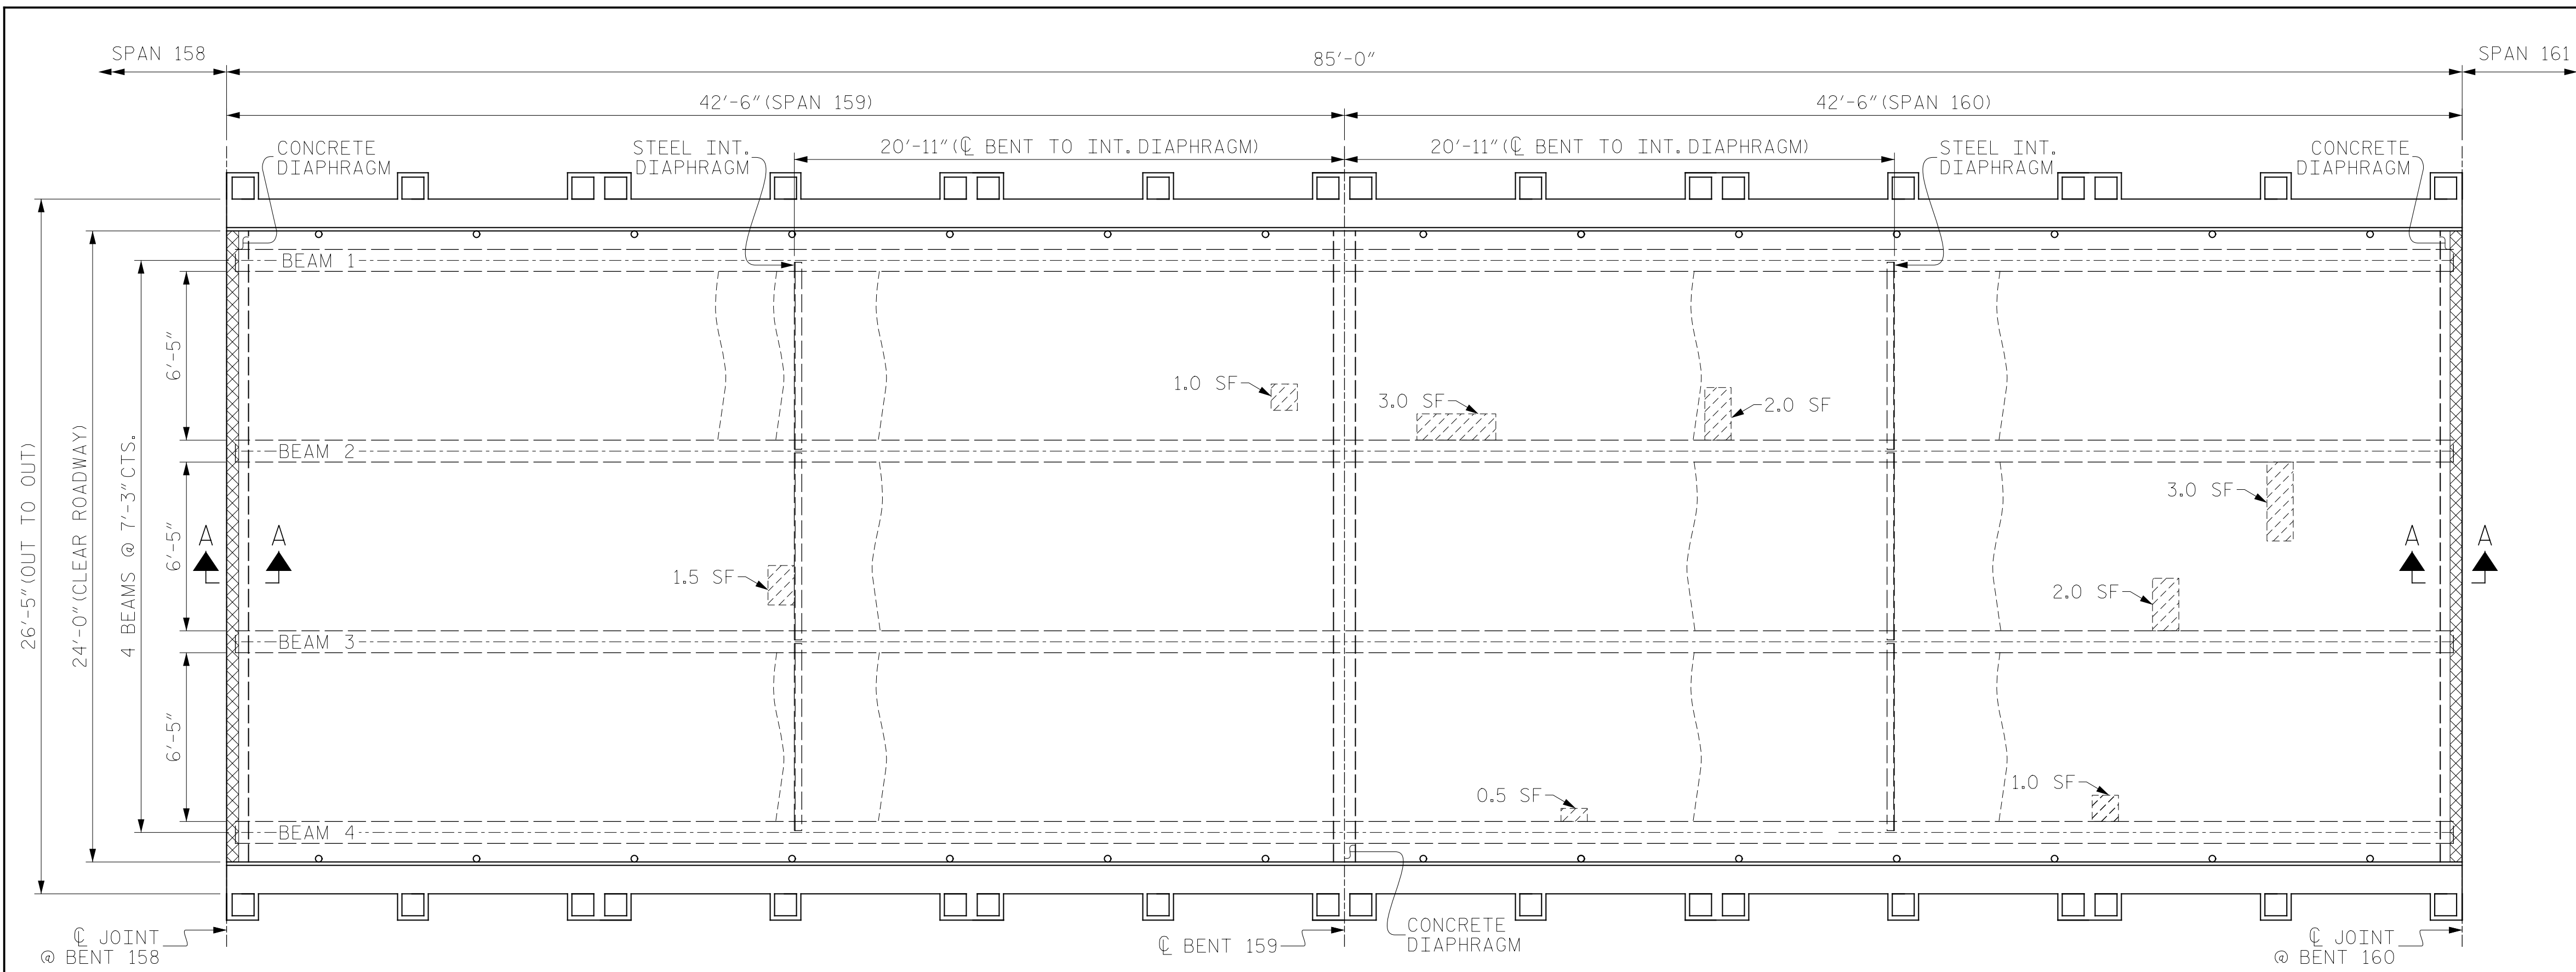 SPAN 158
85'-0"
SPAN 161
42'-6" (SPAN 159)
42'-6" (SPAN 160)
CONCRETE
DIAPHRAGM
STEEL INT.
DIAPHRAGM
20'-11" (℄ BENT TO INT. DIAPHRAGM)
20'-11" (℄ BENT TO INT. DIAPHRAGM)
STEEL INT.
DIAPHRAGM
CONCRETE
DIAPHRAGM
26'-5" (OUT TO OUT)
24'-0" (CLEAR ROADWAY)
4 BEAMS @ 7'-3" CTS.
6'-5"
6'-5"
6'-5"
BEAM 1
BEAM 2
BEAM 3
BEAM 4
1.0 SF
3.0 SF
2.0 SF
3.0 SF
A
A
A
A
1.5 SF
2.0 SF
0.5 SF
1.0 SF
℄ JOINT
@ BENT 158
℄ BENT 159
CONCRETE
DIAPHRAGM
℄ JOINT
@ BENT 160